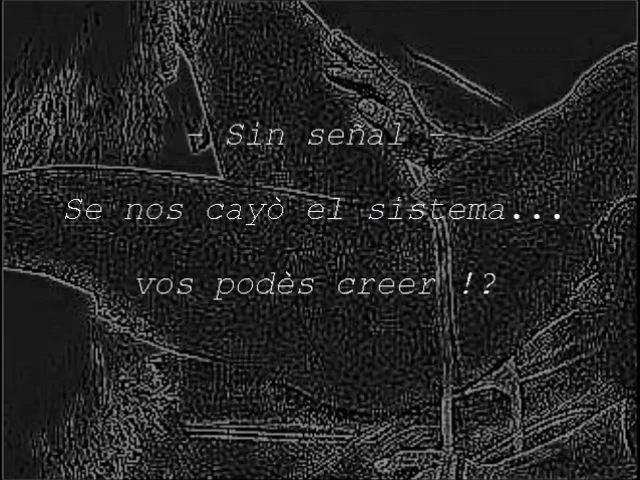 - Sin señal -
Se nos cayò el sistema...
vos podès creer !?